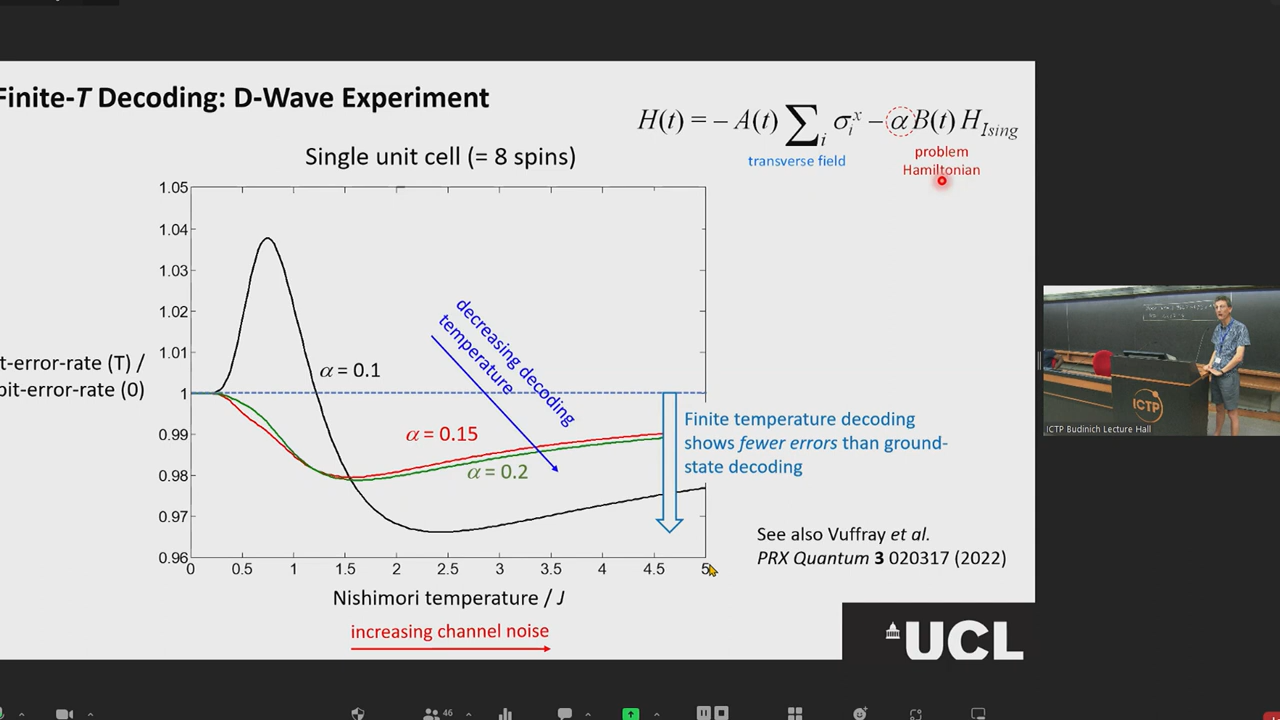 Finite-T Decoding: D-Wave Experiment
H(t) = − A(t) ∑i σi^x − αB(t) HIsing
transverse field
problem
Hamiltonian
Single unit cell (= 8 spins)
1.05
1.04
1.03
1.02
1.01
1
0.99
0.98
0.97
0.96
t-error-rate (T) /
bit-error-rate (0)
α = 0.1
decreasing decoding
temperature
α = 0.15
α = 0.2
Finite temperature decoding
shows fewer errors than ground-
state decoding
0 0.5 1 1.5 2 2.5 3 3.5 4 4.5 5
Nishimori temperature / J
increasing channel noise
See also Vuffray et al.
PRX Quantum 3 020317 (2022)
UCL
ICTP
ICTP Budinich Lecture Hall
46